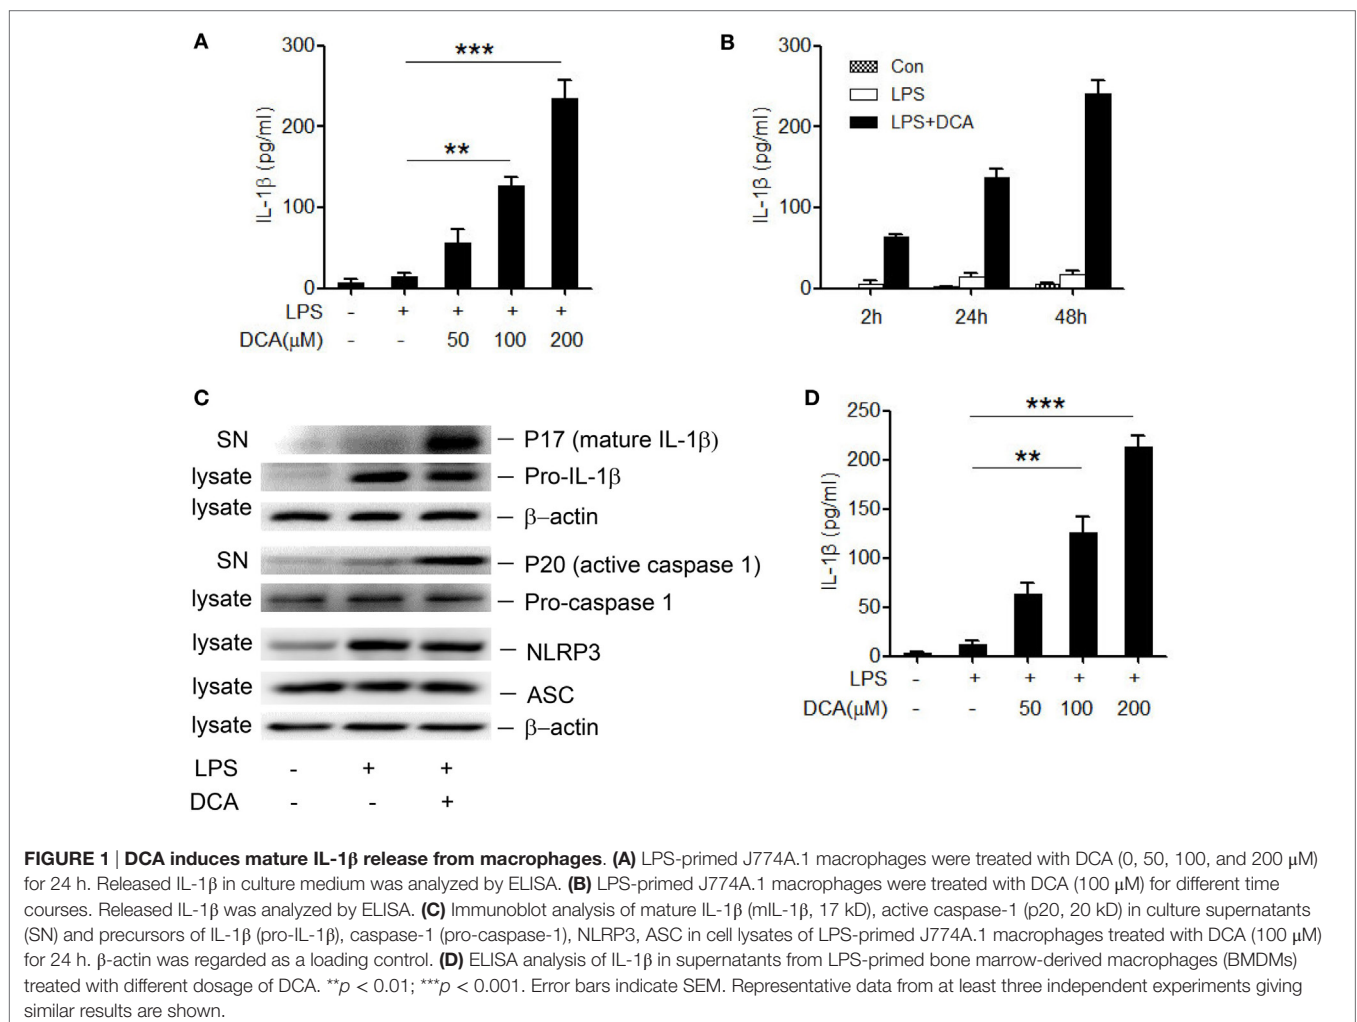 A
300
200
100
0
IL-1β (pg/ml)
***
**
LPS - + + + +
DCA(μM) - - 50 100 200
B
300
200
100
0
IL-1β (pg/ml)
Con
LPS
LPS+DCA
2h 24h 48h
C
SN P17 (mature IL-1β)
lysate Pro-IL-1β
lysate β–actin
SN P20 (active caspase 1)
lysate Pro-caspase 1
lysate NLRP3
lysate ASC
lysate β–actin
LPS - + +
DCA - - +
D
250
200
150
100
50
0
IL-1β (pg/ml)
***
**
LPS - + + + +
DCA(μM) - - 50 100 200
FIGURE 1 | DCA induces mature IL-1β release from macrophages. (A) LPS-primed J774A.1 macrophages were treated with DCA (0, 50, 100, and 200 μM)
for 24 h. Released IL-1β in culture medium was analyzed by ELISA. (B) LPS-primed J774A.1 macrophages were treated with DCA (100 μM) for different time
courses. Released IL-1β was analyzed by ELISA. (C) Immunoblot analysis of mature IL-1β (mIL-1β, 17 kD), active caspase-1 (p20, 20 kD) in culture supernatants
(SN) and precursors of IL-1β (pro-IL-1β), caspase-1 (pro-caspase-1), NLRP3, ASC in cell lysates of LPS-primed J774A.1 macrophages treated with DCA (100 μM)
for 24 h. β-actin was regarded as a loading control. (D) ELISA analysis of IL-1β in supernatants from LPS-primed bone marrow-derived macrophages (BMDMs)
treated with different dosage of DCA. **p < 0.01; ***p < 0.001. Error bars indicate SEM. Representative data from at least three independent experiments giving
similar results are shown.